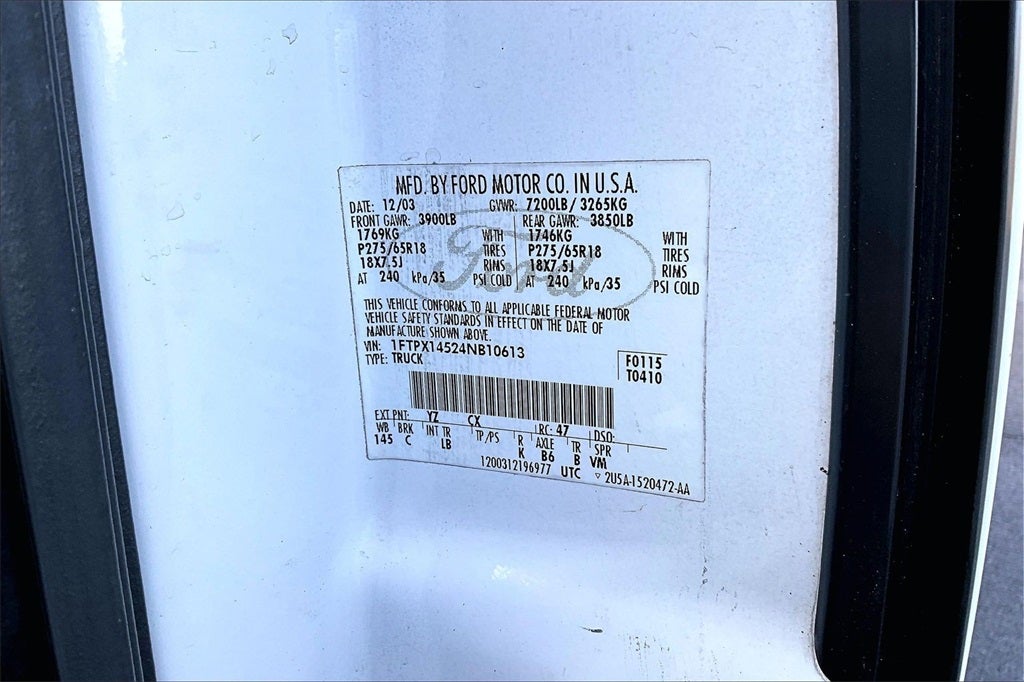 MFD. BY FORD MOTOR CO. IN U.S.A.
DATE: 12/03 GVWR: 7200LB / 3265KG
FRONT GAWR: 3900LB REAR GAWR: 3850LB
1769KG WITH 1746KG WITH
P275/65R18 TIRES P275/65R18 TIRES
18X7.5J RIMS 18X7.5J RIMS
AT 240 kPa/35 PSI COLD AT 240 kPa/35 PSI COLD
Ford
THIS VEHICLE CONFORMS TO ALL APPLICABLE FEDERAL MOTOR
VEHICLE SAFETY STANDARDS IN EFFECT ON THE DATE OF
MANUFACTURE SHOWN ABOVE.
VIN: 1FTPX14524NB10613 F0115
TYPE: TRUCK T0410
EXT PNT: YZ CX RC: 47 DSO:
WB BRK INT TR TP/PS R AXLE TR SPR
145 C LB K B6 B VM
1200312196977 UTC ▽ 2U5A-1520472-AA